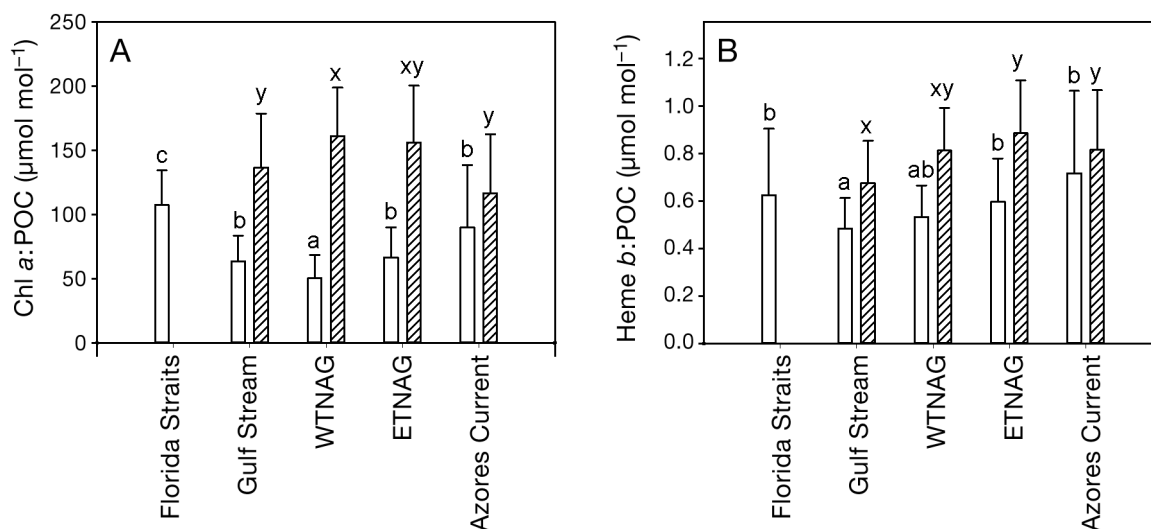 A
Chl a:POC (μmol mol⁻¹)
250
200
150
100
50
0
c
b
y
a
x
b
xy
b
y
Florida Straits
Gulf Stream
WTNAG
ETNAG
Azores Current
B
Heme b:POC (μmol mol⁻¹)
1.2
1.0
0.8
0.6
0.4
0.2
0.0
b
a
x
ab
xy
b
y
b
y
Florida Straits
Gulf Stream
WTNAG
ETNAG
Azores Current